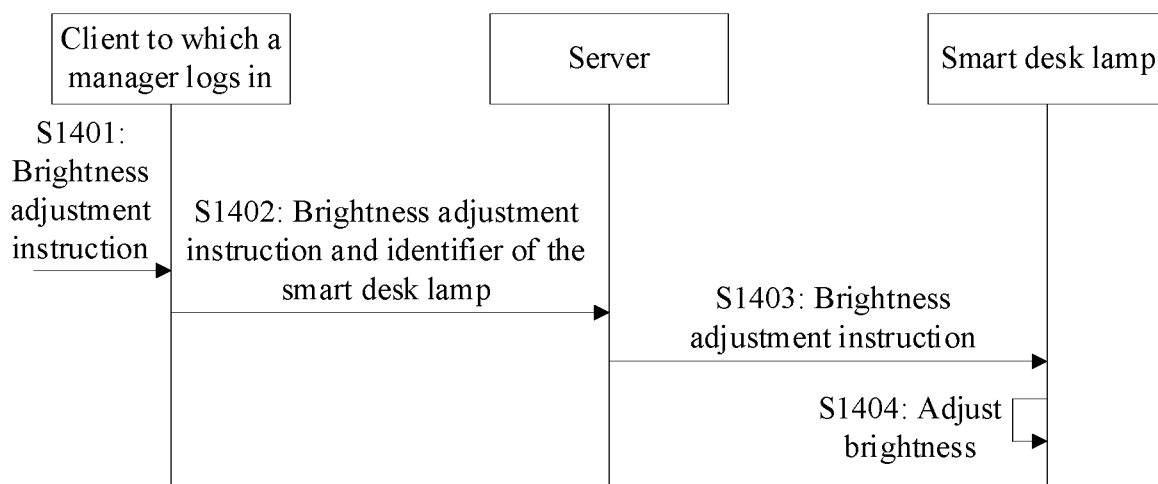 Client to which a
manager logs in
Server
Smart desk lamp
S1401:
Brightness
adjustment
instruction
S1402: Brightness adjustment
instruction and identifier of the
smart desk lamp
S1403: Brightness
adjustment instruction
S1404: Adjust
brightness